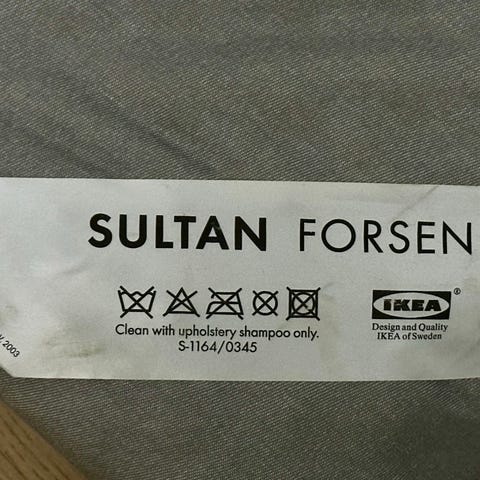 SULTAN FORSEN
Clean with upholstery shampoo only.
S-1164/0345
IKEA®
Design and Quality
IKEA of Sweden
2003